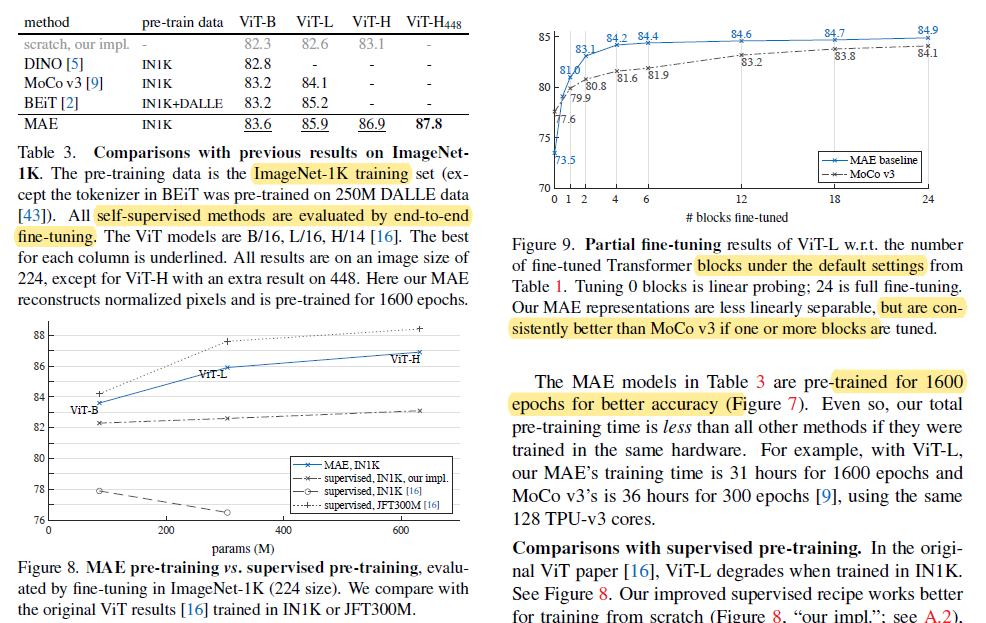 method pre-train data ViT-B ViT-L ViT-H ViT-H448
scratch, our impl. - 82.3 82.6 83.1 -
DINO [5] IN1K 82.8 - - -
MoCo v3 [9] IN1K 83.2 84.1 - -
BEiT [2] IN1K+DALLE 83.2 85.2 - -
MAE IN1K 83.6 85.9 86.9 87.8
Table 3. Comparisons with previous results on ImageNet-
1K. The pre-training data is the ImageNet-1K training set (ex-
cept the tokenizer in BEiT was pre-trained on 250M DALLE data
[43]). All self-supervised methods are evaluated by end-to-end
fine-tuning. The ViT models are B/16, L/16, H/14 [16]. The best
for each column is underlined. All results are on an image size of
224, except for ViT-H with an extra result on 448. Here our MAE
reconstructs normalized pixels and is pre-trained for 1600 epochs.
88
86
84
82
80
78
76
ViT-B
ViT-L
ViT-H
MAE, IN1K
supervised, IN1K, our impl.
supervised, IN1K [16]
supervised, JFT300M [16]
0 200 400 600
params (M)
Figure 8. MAE pre-training vs. supervised pre-training, evalu-
ated by fine-tuning in ImageNet-1K (224 size). We compare with
the original ViT results [16] trained in IN1K or JFT300M.
85
80
75
70
73.5
81.0
83.1
84.2
84.4
84.6
84.7
84.9
77.6
79.9
80.8
81.6
81.9
83.2
83.8
84.1
MAE baseline
MoCo v3
0 1 2 4 6 12 18 24
# blocks fine-tuned
Figure 9. Partial fine-tuning results of ViT-L w.r.t. the number
of fine-tuned Transformer blocks under the default settings from
Table 1. Tuning 0 blocks is linear probing; 24 is full fine-tuning.
Our MAE representations are less linearly separable, but are con-
sistently better than MoCo v3 if one or more blocks are tuned.
The MAE models in Table 3 are pre-trained for 1600
epochs for better accuracy (Figure 7). Even so, our total
pre-training time is less than all other methods if they were
trained in the same hardware. For example, with ViT-L,
our MAE's training time is 31 hours for 1600 epochs and
MoCo v3's is 36 hours for 300 epochs [9], using the same
128 TPU-v3 cores.
Comparisons with supervised pre-training. In the origi-
nal ViT paper [16], ViT-L degrades when trained in IN1K.
See Figure 8. Our improved supervised recipe works better
for training from scratch (Figure 8, “our impl.”; see A.2).